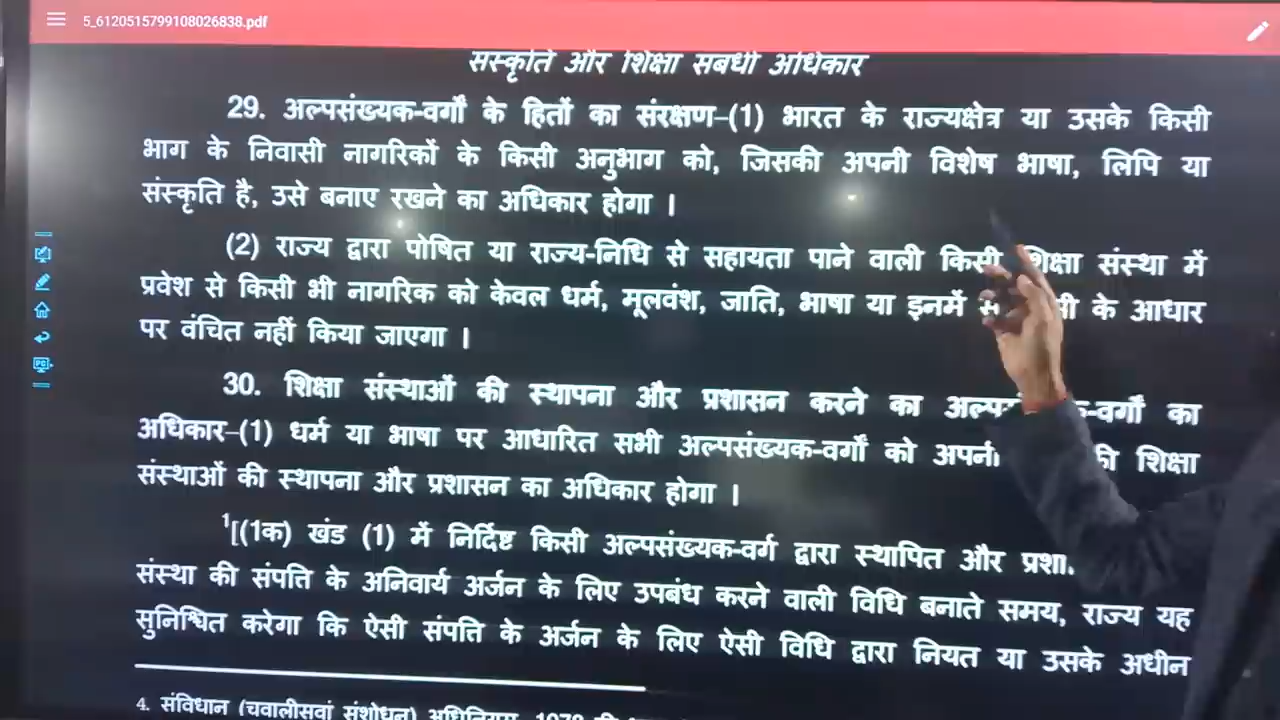 5_6120515799108026838.pdf
संस्कृति और शिक्षा संबंधी अधिकार
29. अल्पसंख्यक-वर्गों के हितों का संरक्षण–(1) भारत के राज्यक्षेत्र या उसके किसी
भाग के निवासी नागरिकों के किसी अनुभाग को, जिसकी अपनी विशेष भाषा, लिपि या
संस्कृति है, उसे बनाए रखने का अधिकार होगा ।
(2) राज्य द्वारा पोषित या राज्य-निधि से सहायता पाने वाली किसी शिक्षा संस्था में
प्रवेश से किसी भी नागरिक को केवल धर्म, मूलवंश, जाति, भाषा या इनमें के आधार
पर वंचित नहीं किया जाएगा ।
30. शिक्षा संस्थाओं की स्थापना और प्रशासन करने का का
अधिकार–(1) धर्म या भाषा पर आधारित सभी अल्पसंख्यक-वर्गों को शिक्षा
संस्थाओं की स्थापना और प्रशासन का अधिकार होगा ।
¹[(1क) खंड (1) में निर्दिष्ट किसी अल्पसंख्यक-वर्ग द्वारा स्थापित और
संस्था की संपत्ति के अनिवार्य अर्जन के लिए उपबंध करने वाली विधि बनाते समय, राज्य यह
सुनिश्चित करेगा कि ऐसी संपत्ति के अर्जन के लिए ऐसी विधि द्वारा नियत या उसके अधीन
4. संविधान (चवालीसवां संशोधन) अधिनियम, 1978
PC